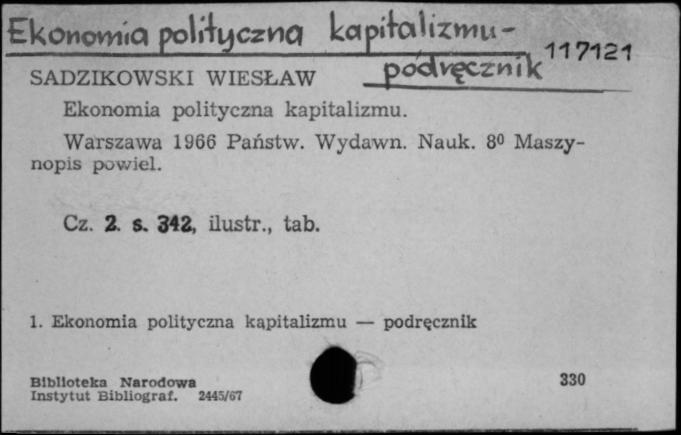 Ekonomia polityczna kapitalizmu-
podręcznik
117121
SADZIKOWSKI WIESŁAW
Ekonomia polityczna kapitalizmu.
Warszawa 1966 Państw. Wydawn. Nauk. 8⁰ Maszy-
nopis powiel.
Cz. 2. s. 342, ilustr., tab.
1. Ekonomia polityczna kapitalizmu — podręcznik
Biblioteka Narodowa
Instytut Bibliograf. 2445/67
330